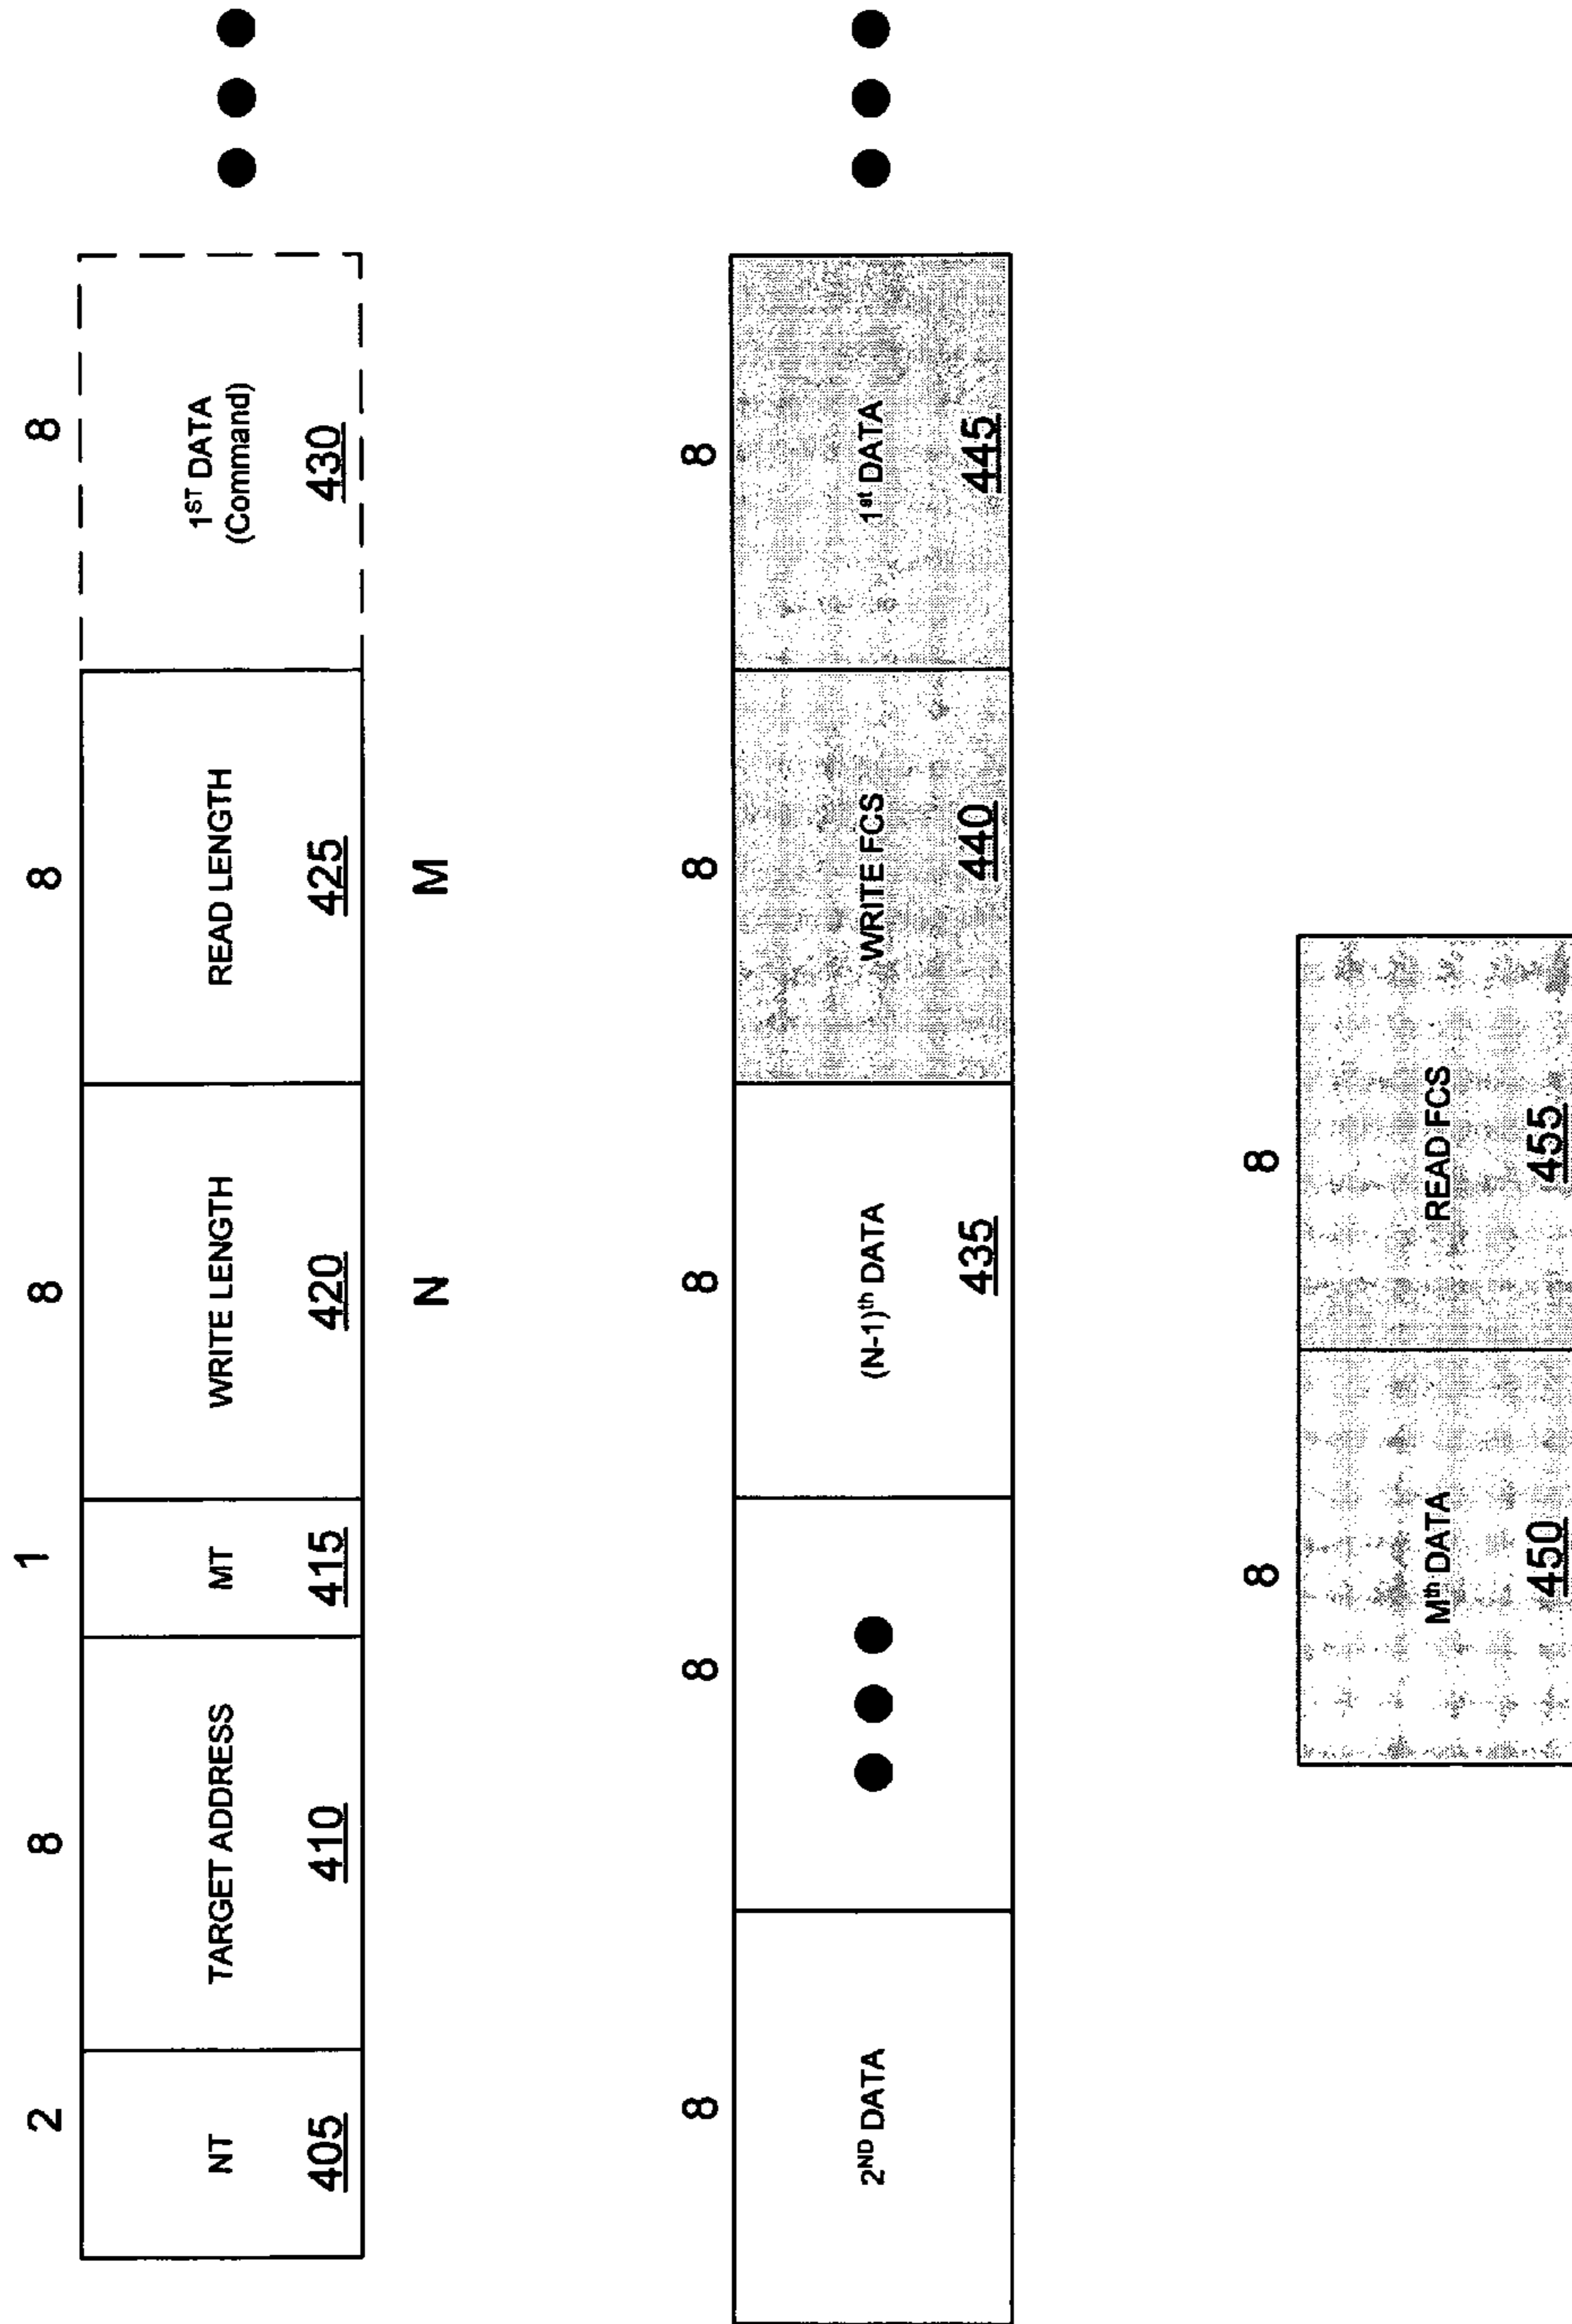 2 8 1 8 8 8
NT TARGET ADDRESS MT WRITE LENGTH READ LENGTH 1ST DATA
(Command)
405 410 415 420 425 430
N M
8 8 8 8 8
2ND DATA (N-1)th DATA WRITE FCS 1st DATA
435 440 445
8 8
Mth DATA READ FCS
450 455